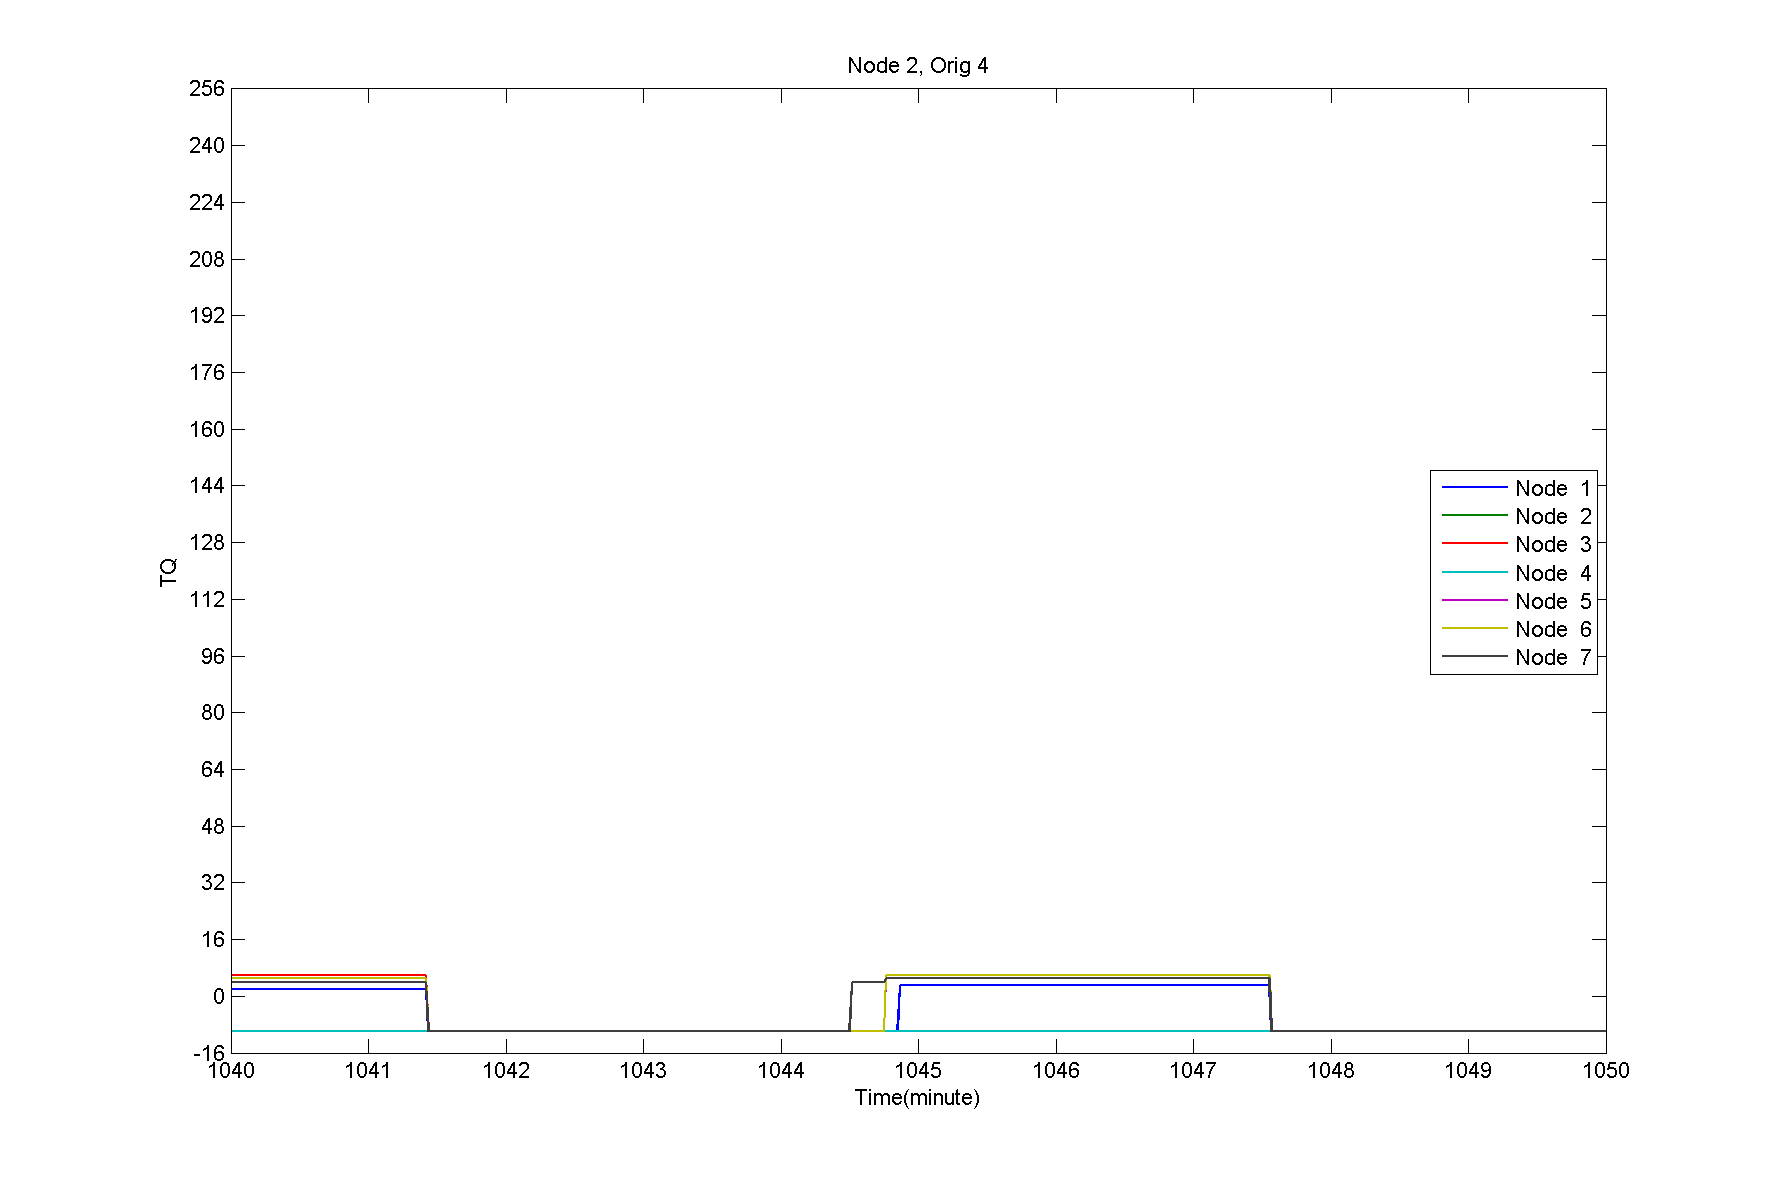 Node 2, Orig 4
256
240
224
208
192
176
160
144
128
112
96
80
64
48
32
16
0
-16
TQ
Node 1
Node 2
Node 3
Node 4
Node 5
Node 6
Node 7
1040 1041 1042 1043 1044 1045 1046 1047 1048 1049 1050
Time(minute)